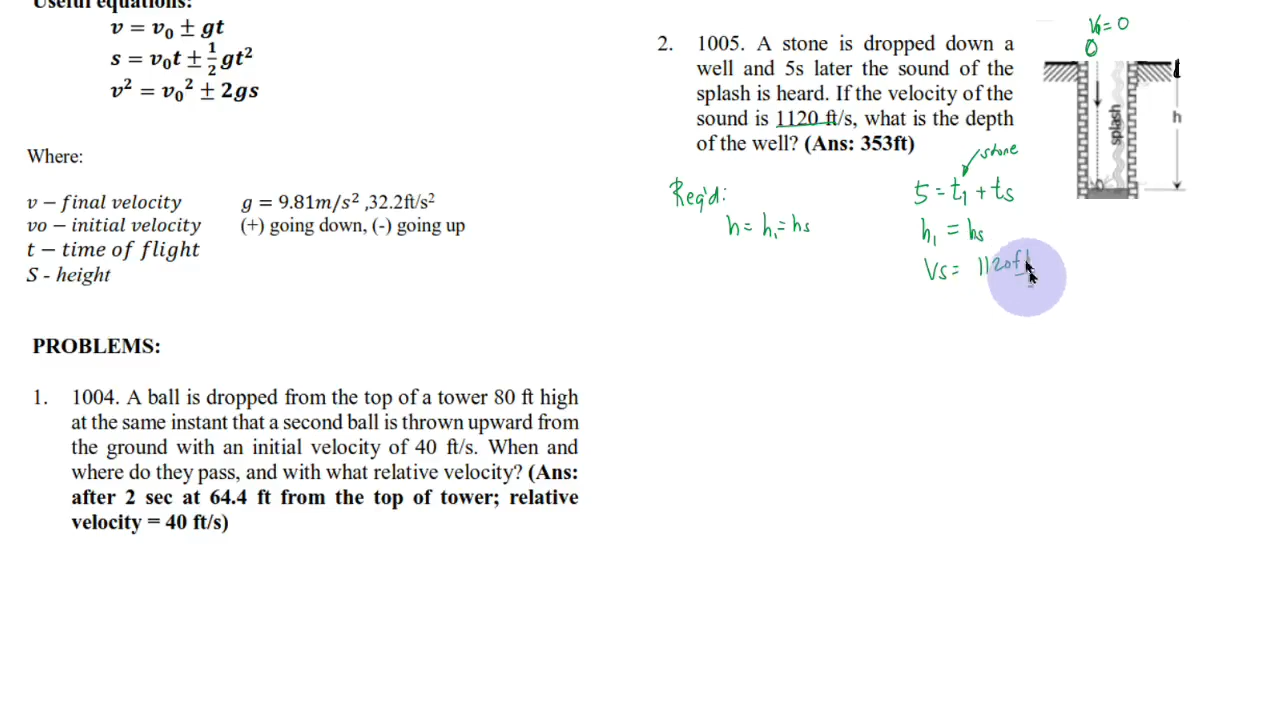 Useful equations:
v = v₀ ± gt
s = v₀t ± 1/2 gt²
v² = v₀² ± 2gs
Where:
v – final velocity
vo – initial velocity
t – time of flight
S - height
g = 9.81m/s² ,32.2ft/s²
(+) going down, (-) going up
PROBLEMS:
1. 1004. A ball is dropped from the top of a tower 80 ft high
at the same instant that a second ball is thrown upward from
the ground with an initial velocity of 40 ft/s. When and
where do they pass, and with what relative velocity? (Ans:
after 2 sec at 64.4 ft from the top of tower; relative
velocity = 40 ft/s)
2. 1005. A stone is dropped down a
well and 5s later the sound of the
splash is heard. If the velocity of the
sound is 1120 ft/s, what is the depth
of the well? (Ans: 353ft)
V₁ = 0
splash
h
Req'd:
h = h₁ = hs
stone
5 = t₁ + ts
h₁ = hs
Vs = 1120ft